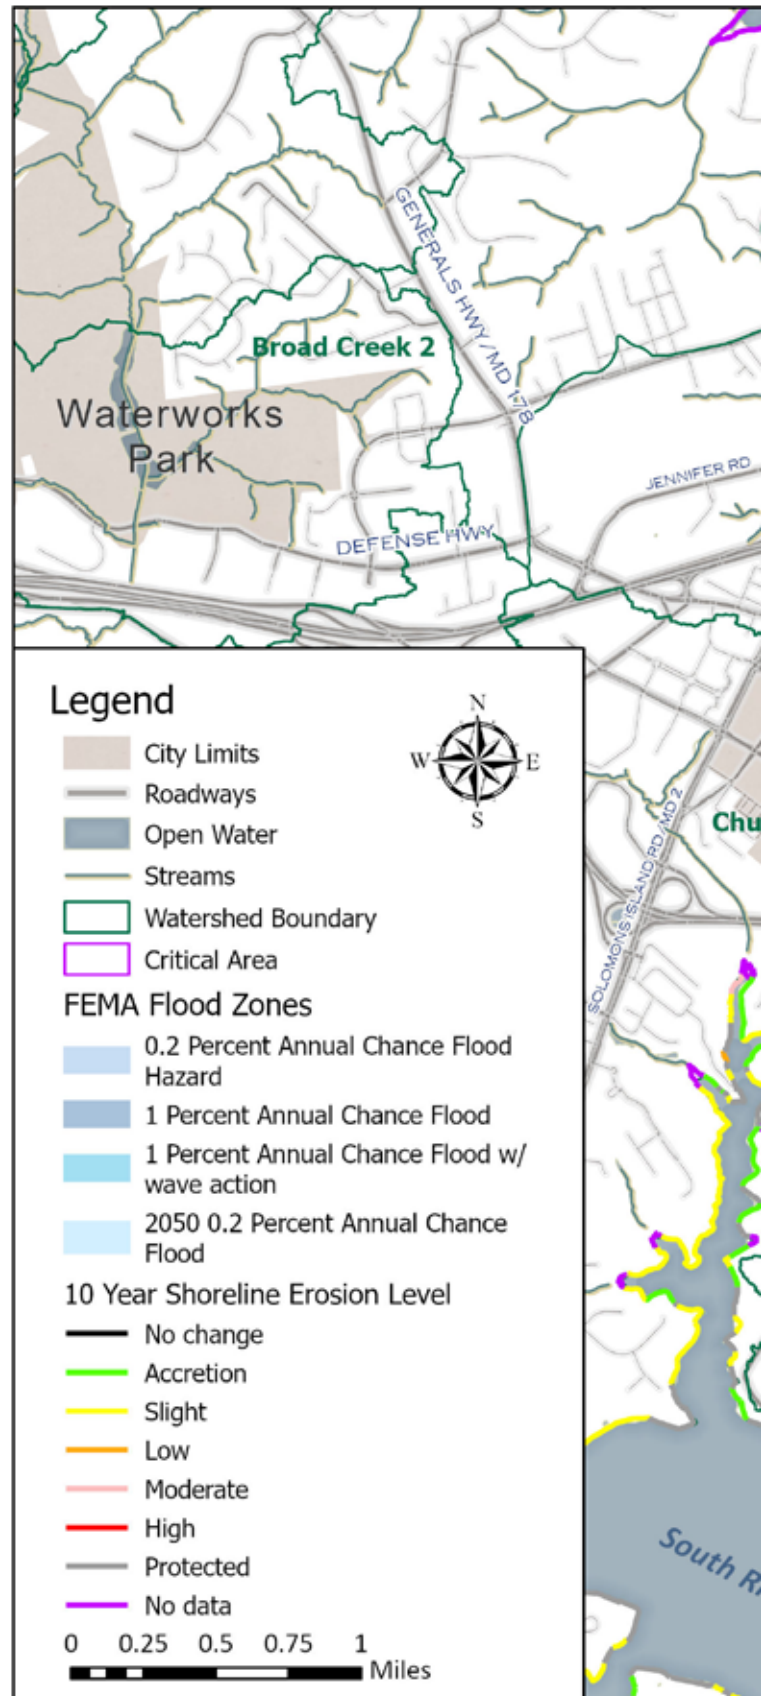 GENERALS HWY/MD 178
Broad Creek 2
Waterworks
Park
JENNIFER RD
DEFENSE HWY
Legend
N
W
E
S
City Limits
Roadways
Open Water
Streams
Watershed Boundary
Critical Area
SOLOMONS ISLAND RD/MD 2
Chu
FEMA Flood Zones
0.2 Percent Annual Chance Flood
Hazard
1 Percent Annual Chance Flood
1 Percent Annual Chance Flood w/
wave action
2050 0.2 Percent Annual Chance
Flood
10 Year Shoreline Erosion Level
No change
Accretion
Slight
Low
Moderate
High
Protected
No data
South Ri
0 0.25 0.5 0.75 1
Miles